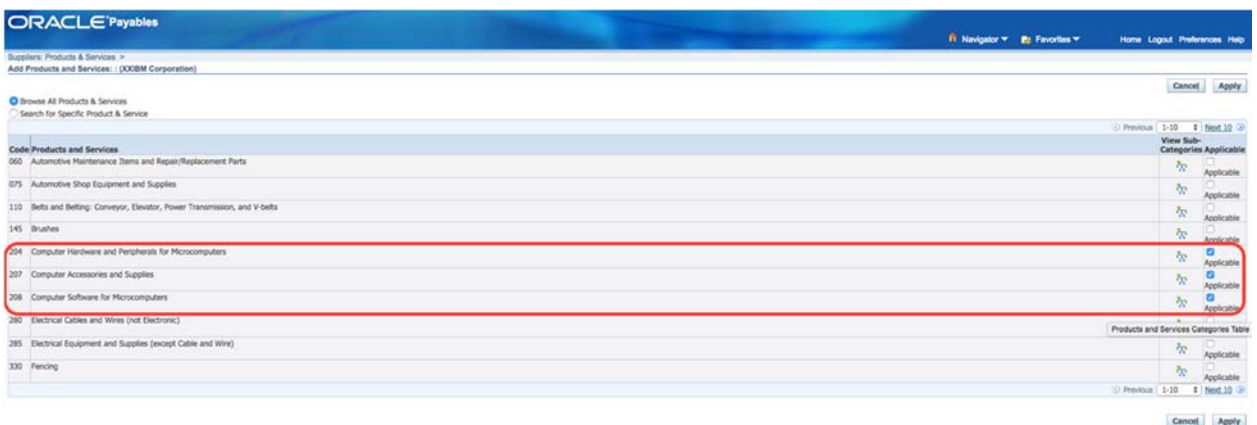 ORACLE Payables
Navigator Favorites Home Logout Preferences Help
Suppliers: Products & Services >
Add Products and Services: : (XXIBM Corporation)
Cancel Apply
Browse All Products & Services
Search for Specific Product & Service
Previous 1-10 Next 10
Code Products and Services View Sub-Categories Applicable
060 Automotive Maintenance Items and Repair/Replacement Parts Applicable
075 Automotive Shop Equipment and Supplies Applicable
110 Belts and Belting: Conveyor, Elevator, Power Transmission, and V-belts Applicable
145 Brushes Applicable
204 Computer Hardware and Peripherals for Microcomputers Applicable
207 Computer Accessories and Supplies Applicable
208 Computer Software for Microcomputers Applicable
280 Electrical Cables and Wires (not Electronic)
Products and Services Categories Table
285 Electrical Equipment and Supplies (except Cable and Wire) Applicable
330 Fencing Applicable
Previous 1-10 Next 10
Cancel Apply